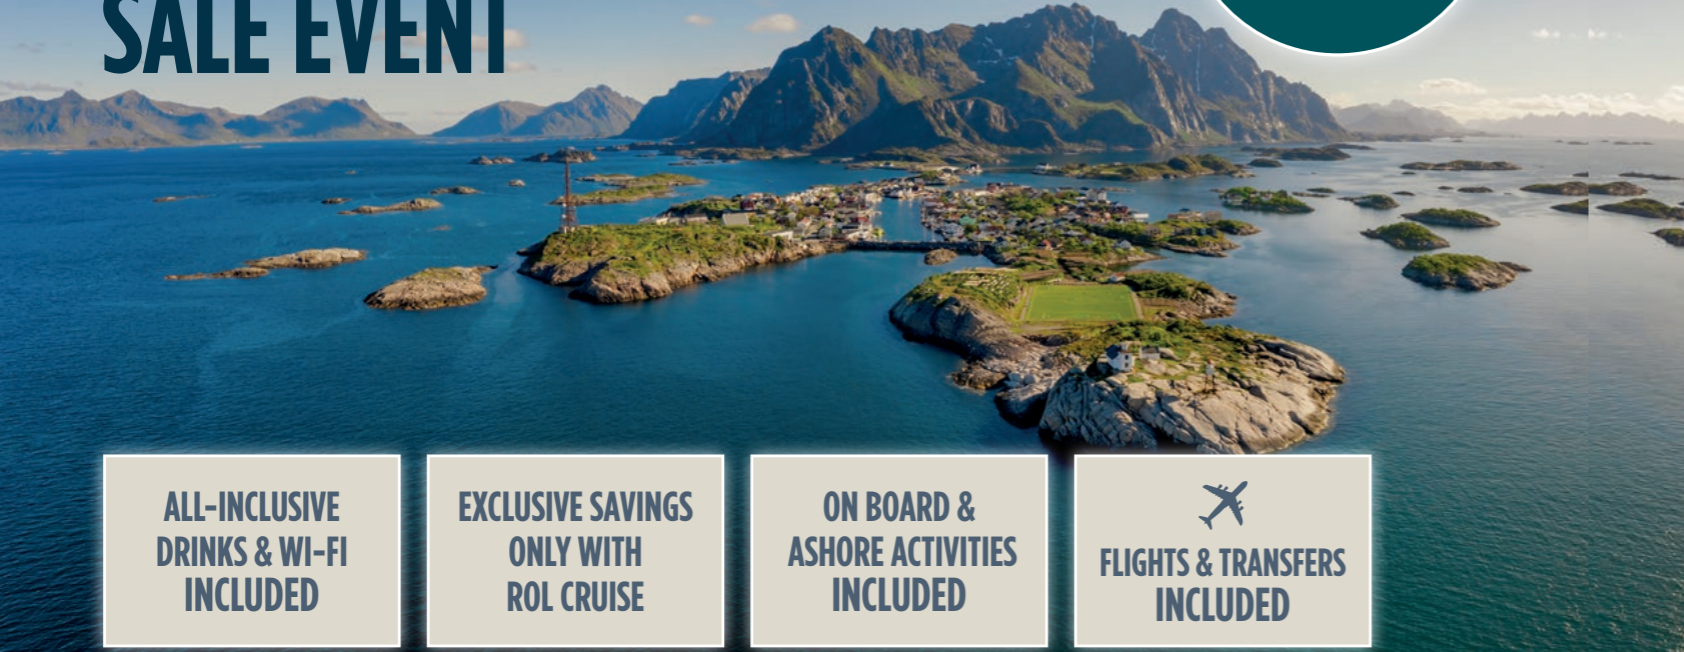 SALE EVENT
ALL-INCLUSIVE
DRINKS & WI-FI
INCLUDED
EXCLUSIVE SAVINGS
ONLY WITH
ROL CRUISE
ON BOARD &
ASHORE ACTIVITIES
INCLUDED
FLIGHTS & TRANSFERS
INCLUDED